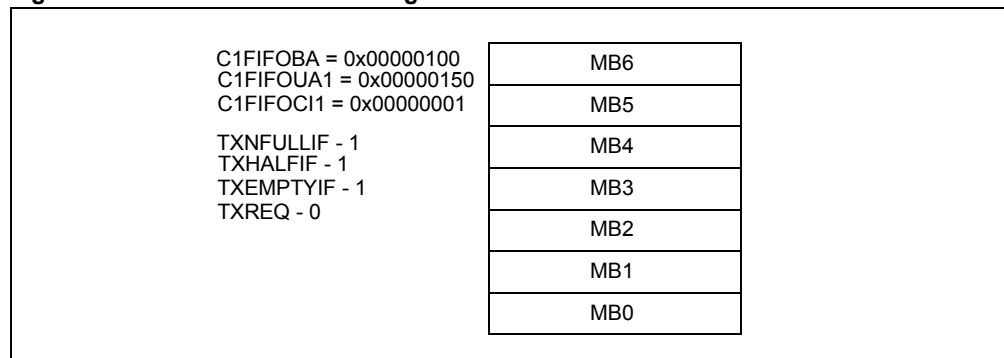 C1FIFOBA = 0x00000100
C1FIFOUA1 = 0x00000150
C1FIFOCI1 = 0x00000001
TXNFULLIF - 1
TXHALFIF - 1
TXEMPTYIF - 1
TXREQ - 0
MB6
MB5
MB4
MB3
MB2
MB1
MB0